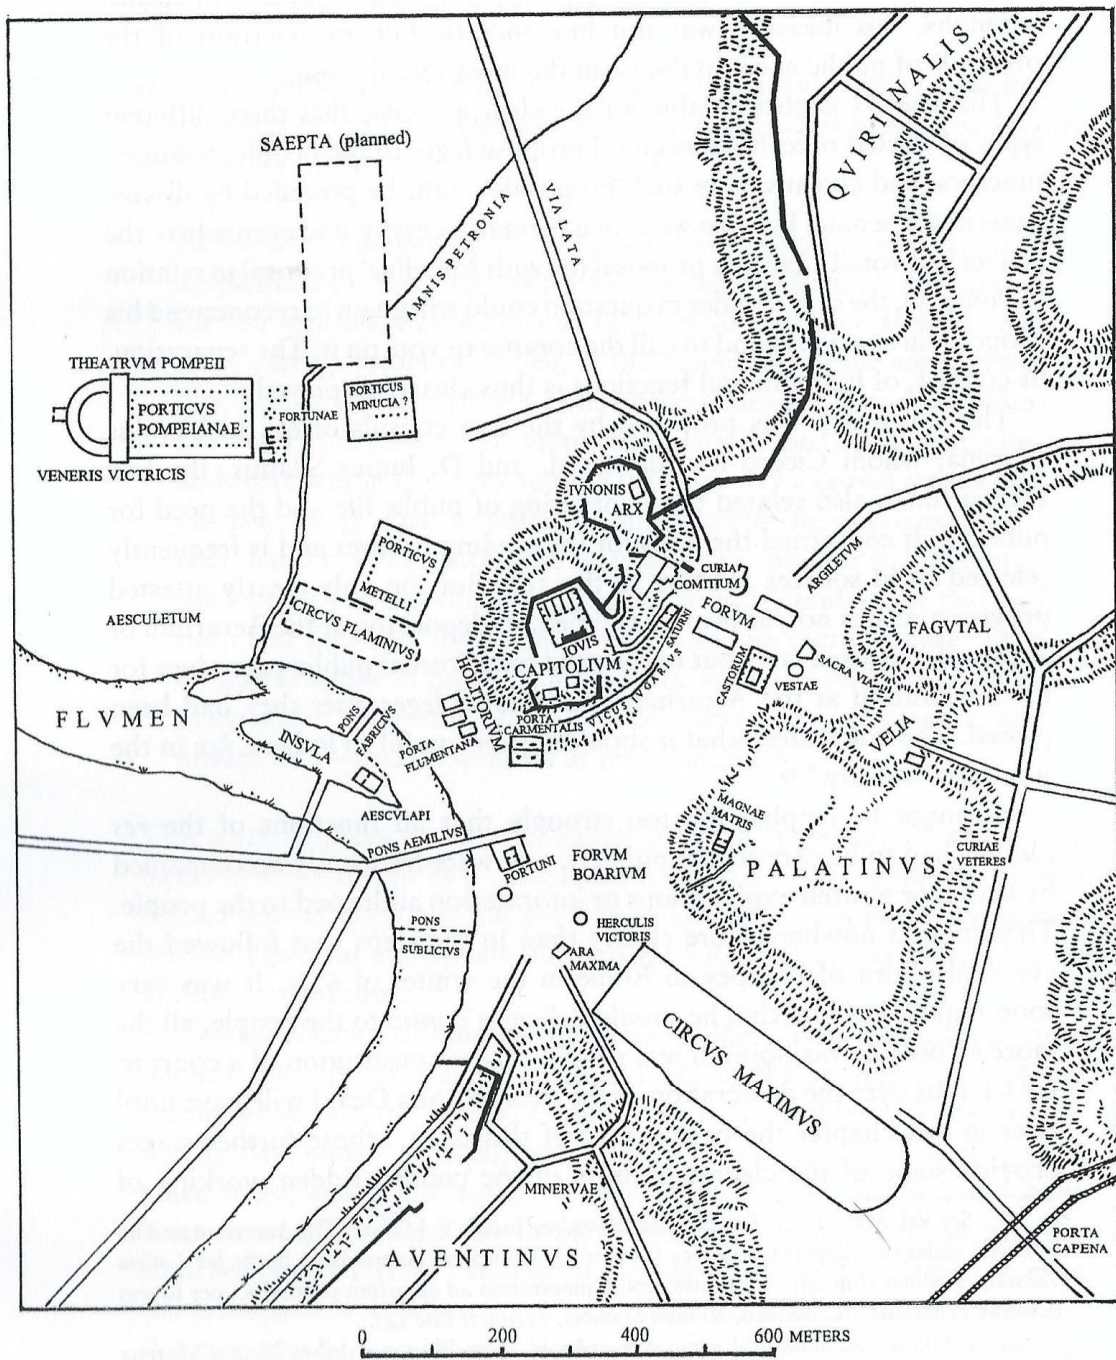 SAEPTA (planned)
AMNIS PETRONIA
VIA LATA
QVIRINALIS
THEATRVM POMPEII
PORTICVS
POMPEIANAE
FORTUNAE
PORTICUS
MINUCIA ?
VENERIS VICTRICIS
IVNONIS
ARX
CURIA
COMITIUM
ARGILETVM
FORVM
PORTICVS
METELLI
CIRCVS FLAMINIVS
AESCULETUM
IOVIS
CAPITOLIVM
SATURNI
VICUS IUGARIUS
CASTORUM
VESTAE
SACRA VIA
FAGVTAL
VELIA
HOLITORIUM
PORTA
CARMENTALIS
PORTA
FLUMENTANA
FLVMEN
PONS
FABRICIVS
INSVLA
AESCVLAPI
PONS AEMILIVS
PORTUNI
FORVM
BOARIVM
MAGNAE
MATRIS
PALATINVS
CURIAE
VETERES
PONS
SUBLICIVS
HERCULIS
VICTORIS
ARA
MAXIMA
CIRCVS MAXIMVS
MINERVAE
AVENTINVS
PORTA
CAPENA
0 200 400 600 METERS